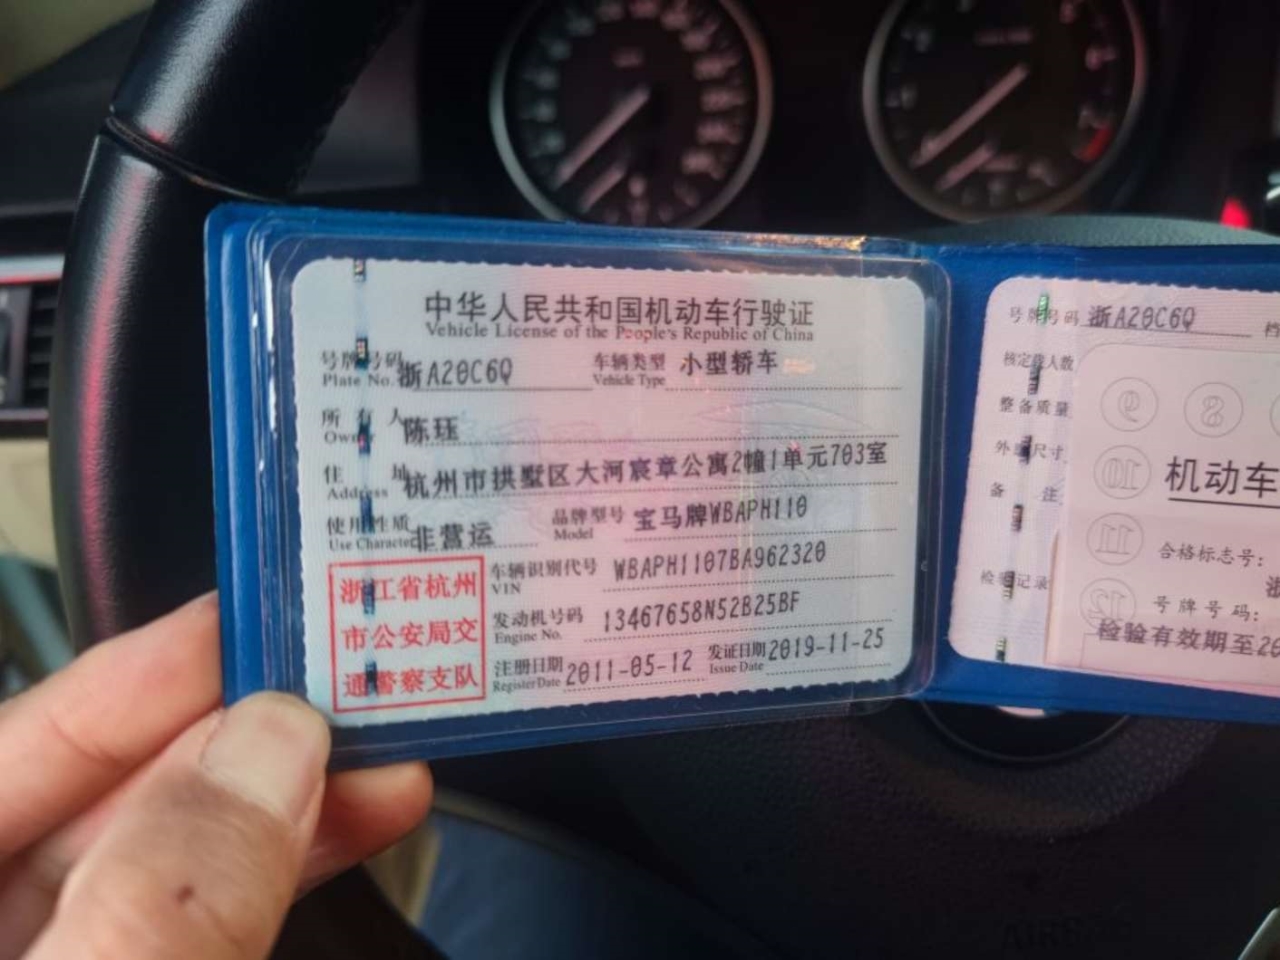 中华人民共和国机动车行驶证
Vehicle License of the People's Republic of China
号牌号码 浙A20C6Q 车辆类型 小型轿车
Plate No. Vehicle Type
所有人 陈珏
Owner
住址 杭州市拱墅区大河宸章公寓2幢1单元703室
Address
使用性质 非营运 品牌型号 宝马牌WBAPH110
Use Character Model
浙江省杭州
市公安局交
通警察支队
车辆识别代号 WBAPH1107BA962320
VIN
发动机号码 13467658N52B25BF
Engine No.
注册日期 2011-05-12 发证日期 2019-11-25
Register Date Issue Date
号牌号码 浙A20C6Q 档
核定载人数
整备质量
外廓尺寸
备注
检验记录
9 8
10
11
12
机动车
合格标志号:
浙
号牌号码:
检验有效期至20